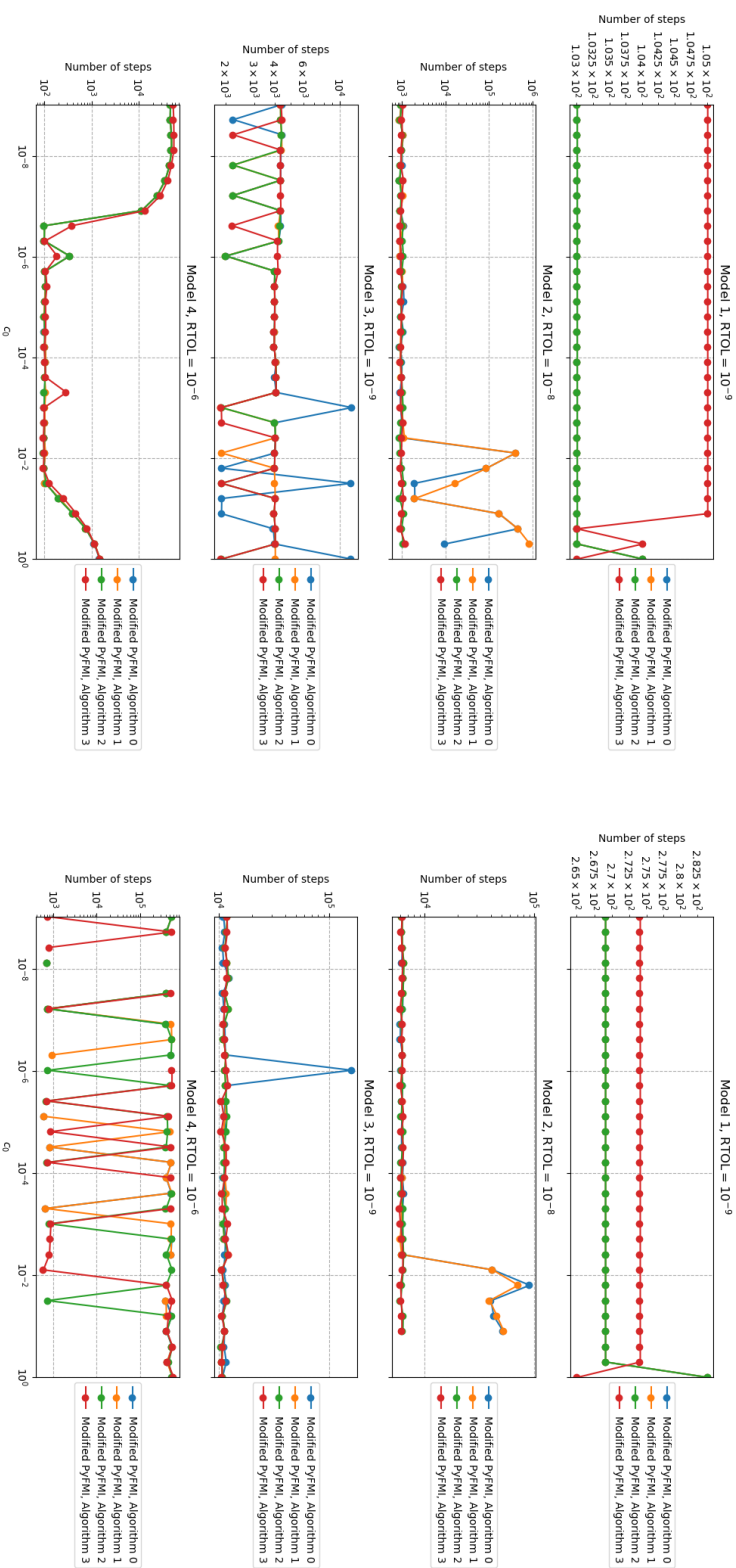 Model 1, RTOL = 10⁻⁹
Number of steps
1.05 × 10²
1.0475 × 10²
1.045 × 10²
1.0425 × 10²
1.04 × 10²
1.0375 × 10²
1.035 × 10²
1.0325 × 10²
1.03 × 10²
Modified PyFMI, Algorithm 0
Modified PyFMI, Algorithm 1
Modified PyFMI, Algorithm 2
Modified PyFMI, Algorithm 3
Model 2, RTOL = 10⁻⁸
Number of steps
10⁶
10⁵
10⁴
10³
Modified PyFMI, Algorithm 0
Modified PyFMI, Algorithm 1
Modified PyFMI, Algorithm 2
Modified PyFMI, Algorithm 3
Model 3, RTOL = 10⁻⁹
Number of steps
10⁴
6 × 10³
4 × 10³
3 × 10³
2 × 10³
Modified PyFMI, Algorithm 0
Modified PyFMI, Algorithm 1
Modified PyFMI, Algorithm 2
Modified PyFMI, Algorithm 3
Model 4, RTOL = 10⁻⁶
Number of steps
10⁴
10³
10²
Modified PyFMI, Algorithm 0
Modified PyFMI, Algorithm 1
Modified PyFMI, Algorithm 2
Modified PyFMI, Algorithm 3
10⁻⁸ 10⁻⁶ 10⁻⁴ 10⁻² 10⁰
c₀
Model 1, RTOL = 10⁻⁹
Number of steps
2.825 × 10²
2.8 × 10²
2.775 × 10²
2.75 × 10²
2.725 × 10²
2.7 × 10²
2.675 × 10²
2.65 × 10²
Modified PyFMI, Algorithm 0
Modified PyFMI, Algorithm 1
Modified PyFMI, Algorithm 2
Modified PyFMI, Algorithm 3
Model 2, RTOL = 10⁻⁸
Number of steps
10⁵
10⁴
Modified PyFMI, Algorithm 0
Modified PyFMI, Algorithm 1
Modified PyFMI, Algorithm 2
Modified PyFMI, Algorithm 3
Model 3, RTOL = 10⁻⁹
Number of steps
10⁵
10⁴
Modified PyFMI, Algorithm 0
Modified PyFMI, Algorithm 1
Modified PyFMI, Algorithm 2
Modified PyFMI, Algorithm 3
Model 4, RTOL = 10⁻⁶
Number of steps
10⁵
10⁴
10³
Modified PyFMI, Algorithm 0
Modified PyFMI, Algorithm 1
Modified PyFMI, Algorithm 2
Modified PyFMI, Algorithm 3
10⁻⁸ 10⁻⁶ 10⁻⁴ 10⁻² 10⁰
c₀